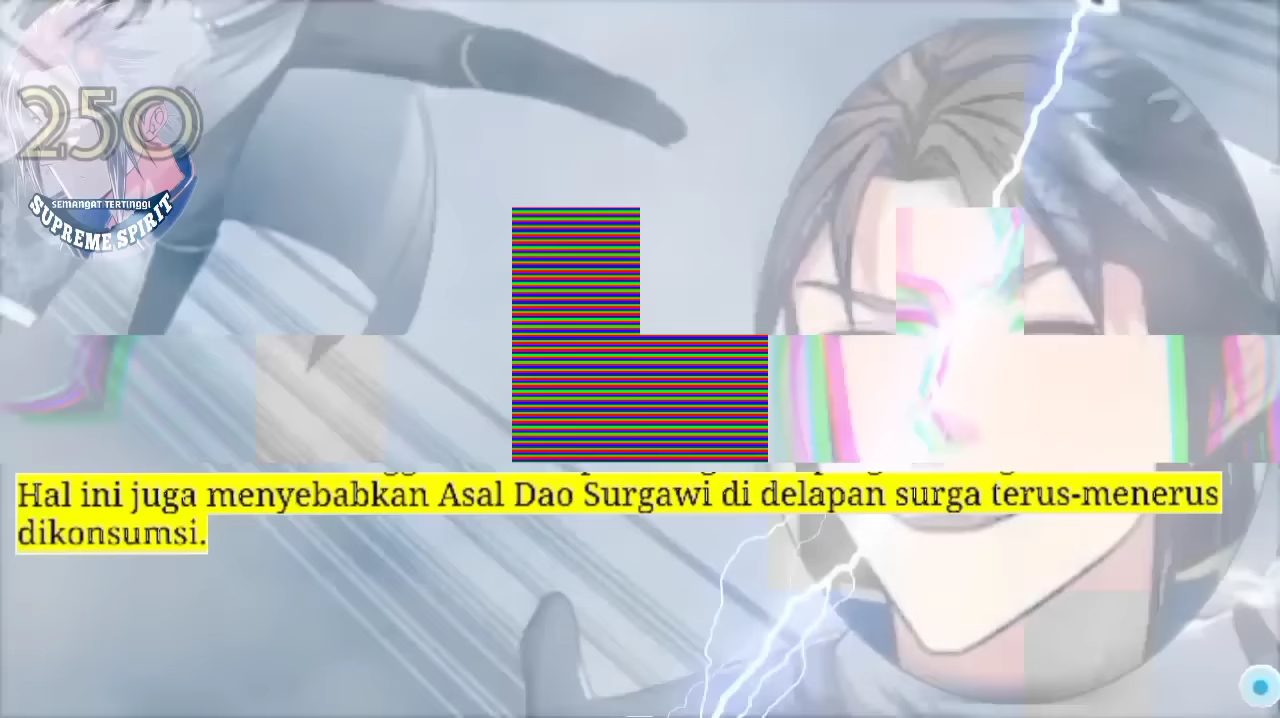 250
SEMANGAT TERTINGGI
SUPREME SPIRIT
Hal ini juga menyebabkan Asal Dao Surgawi di delapan surga terus-menerus
dikonsumsi.